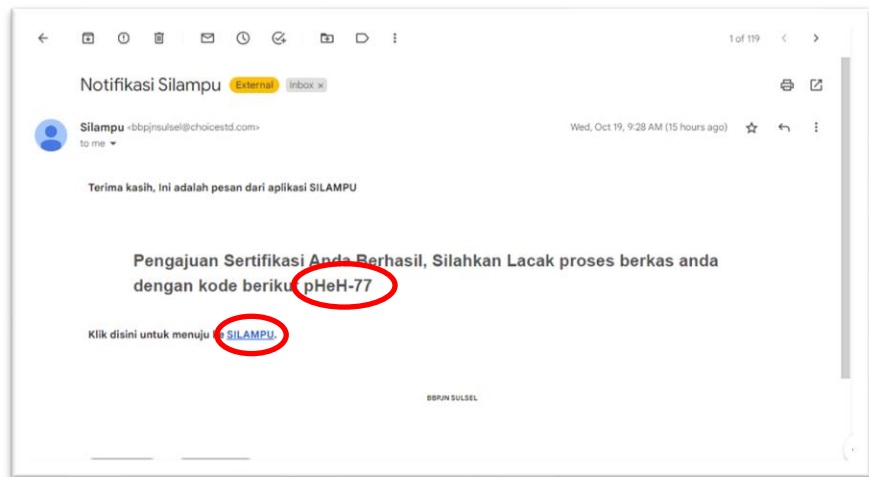 1 of 119
Notifikasi Silampu External Inbox ×
Silampu <bbpjnsulsel@choicestd.com> Wed, Oct 19, 9:28 AM (15 hours ago)
to me
Terima kasih, Ini adalah pesan dari aplikasi SILAMPU
Pengajuan Sertifikasi Anda Berhasil, Silahkan Lacak proses berkas anda
dengan kode berikut pHeH-77
Klik disini untuk menuju ke SILAMPU.
BBPJN SULSEL